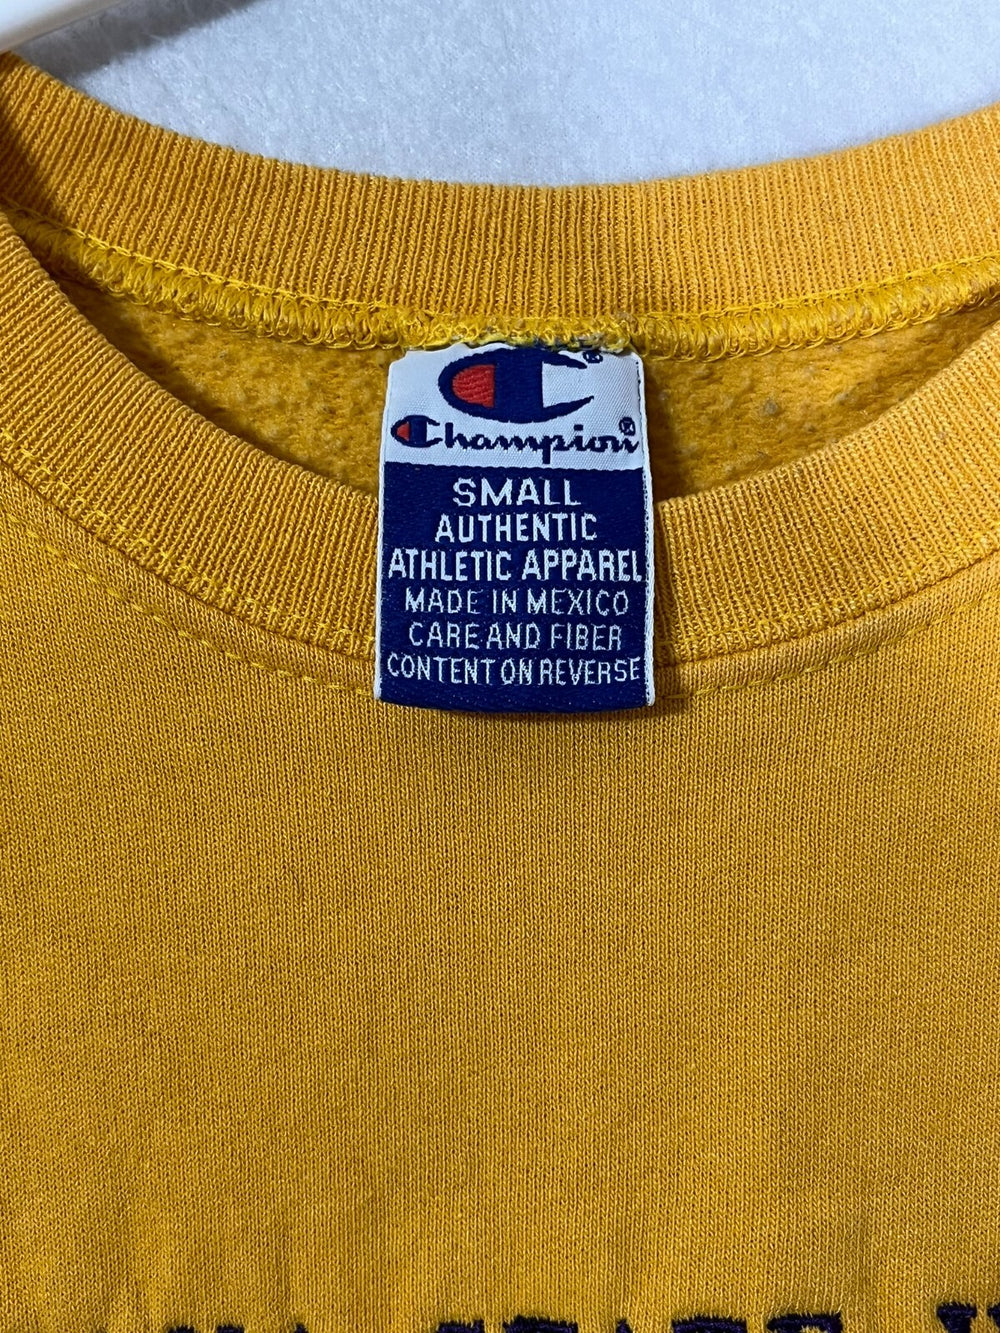 Champion
SMALL
AUTHENTIC
ATHLETIC APPAREL
MADE IN MEXICO
CARE AND FIBER
CONTENT ON REVERSE